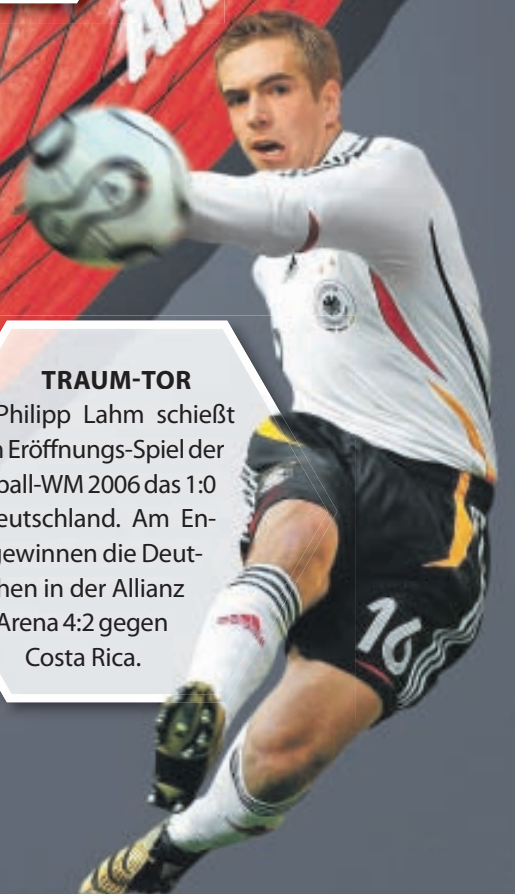 TRAUM-TOR
Philipp Lahm schießt
n Eröffnungs-Spiel der
ball-WM 2006 das 1:0
eutschland. Am En-
gewinnen die Deut-
hen in der Allianz
Arena 4:2 gegen
Costa Rica.
16